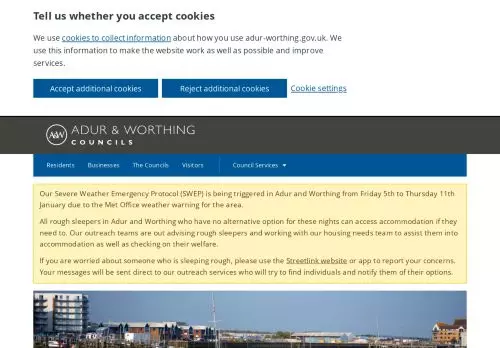 Tell us whether you accept cookies
We use cookies to collect information about how you use adur-worthing.gov.uk. We
use this information to make the website work as well as possible and improve
services.
Accept additional cookies
Reject additional cookies
Cookie settings
A&W
ADUR & WORTHING
COUNCILS
Residents
Businesses
The Councils
Visitors
Council Services
Our Severe Weather Emergency Protocol (SWEP) is being triggered in Adur and Worthing from Friday 5th to Thursday 11th
January due to the Met Office weather warning for the area.
All rough sleepers in Adur and Worthing who have no alternative option for these nights can access accommodation if they
need to. Our outreach teams are out advising rough sleepers and working with our housing needs team to assist them into
accommodation as well as checking on their welfare.
If you are worried about someone who is sleeping rough, please use the Streetlink website or app to report your concerns.
Your messages will be sent direct to our outreach services who will try to find individuals and notify them of their options.